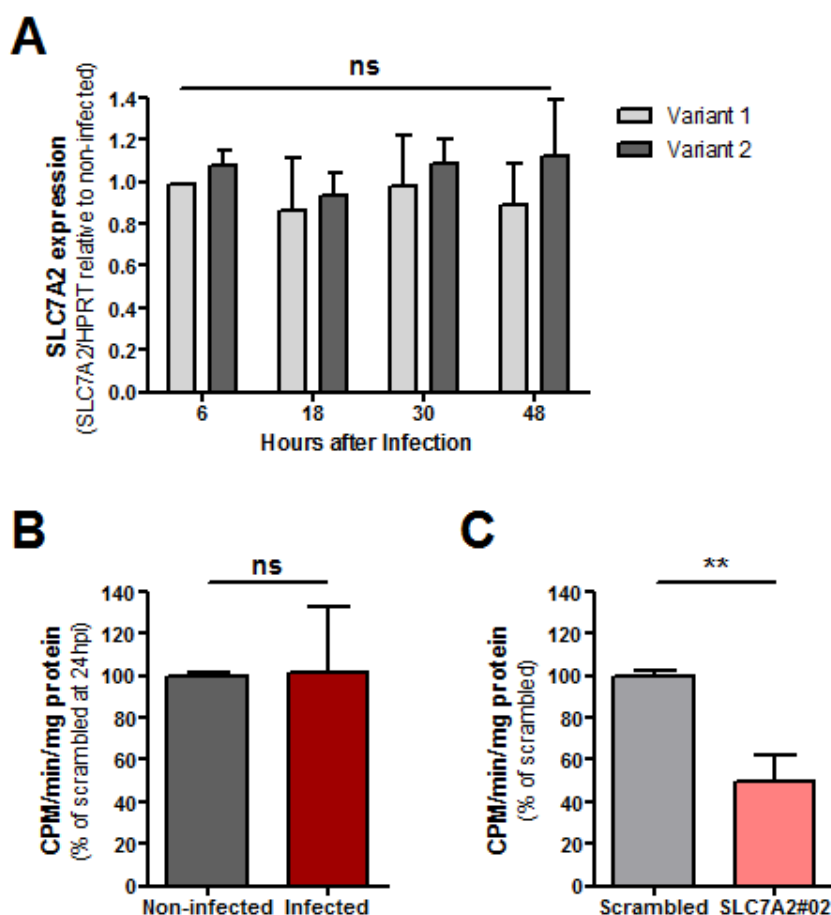 A
ns
SLC7A2 expression
(SLC7A2/HPRT relative to non-infected)
1.4
1.2
1.0
0.8
0.6
0.4
0.2
0.0
6 18 30 48
Hours after Infection
Variant 1
Variant 2
B
ns
CPM/min/mg protein
(% of scrambled at 24hpi)
140
120
100
80
60
40
20
0
Non-infected Infected
C
**
CPM/min/mg protein
(% of scrambled)
140
120
100
80
60
40
20
0
Scrambled SLC7A2#02